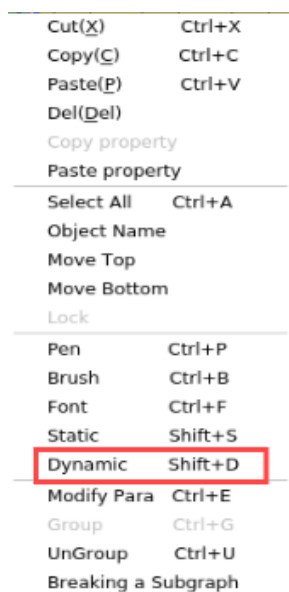 Cut(X) Ctrl+X
Copy(C) Ctrl+C
Paste(P) Ctrl+V
Del(Del)
Copy property
Paste property
Select All Ctrl+A
Object Name
Move Top
Move Bottom
Lock
Pen Ctrl+P
Brush Ctrl+B
Font Ctrl+F
Static Shift+S
Dynamic Shift+D
Modify Para Ctrl+E
Group Ctrl+G
UnGroup Ctrl+U
Breaking a Subgraph